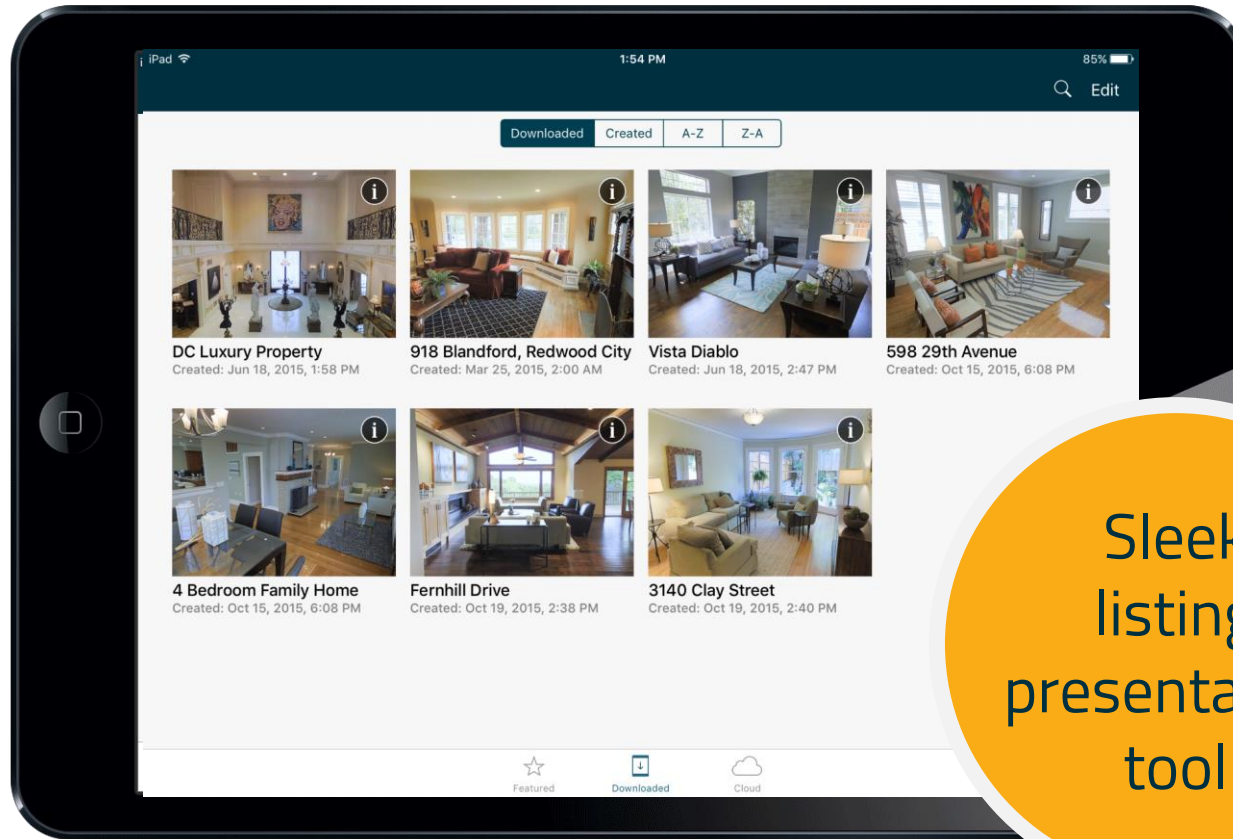 iPad
1:54 PM
85%
Edit
Downloaded Created A-Z Z-A
DC Luxury Property
Created: Jun 18, 2015, 1:58 PM
918 Blandford, Redwood City
Created: Mar 25, 2015, 2:00 AM
Vista Diablo
Created: Jun 18, 2015, 2:47 PM
598 29th Avenue
Created: Oct 15, 2015, 6:08 PM
4 Bedroom Family Home
Created: Oct 15, 2015, 6:08 PM
Fernhill Drive
Created: Oct 19, 2015, 2:38 PM
3140 Clay Street
Created: Oct 19, 2015, 2:40 PM
Featured
Downloaded
Cloud
Sleek
listing
presenta
tool